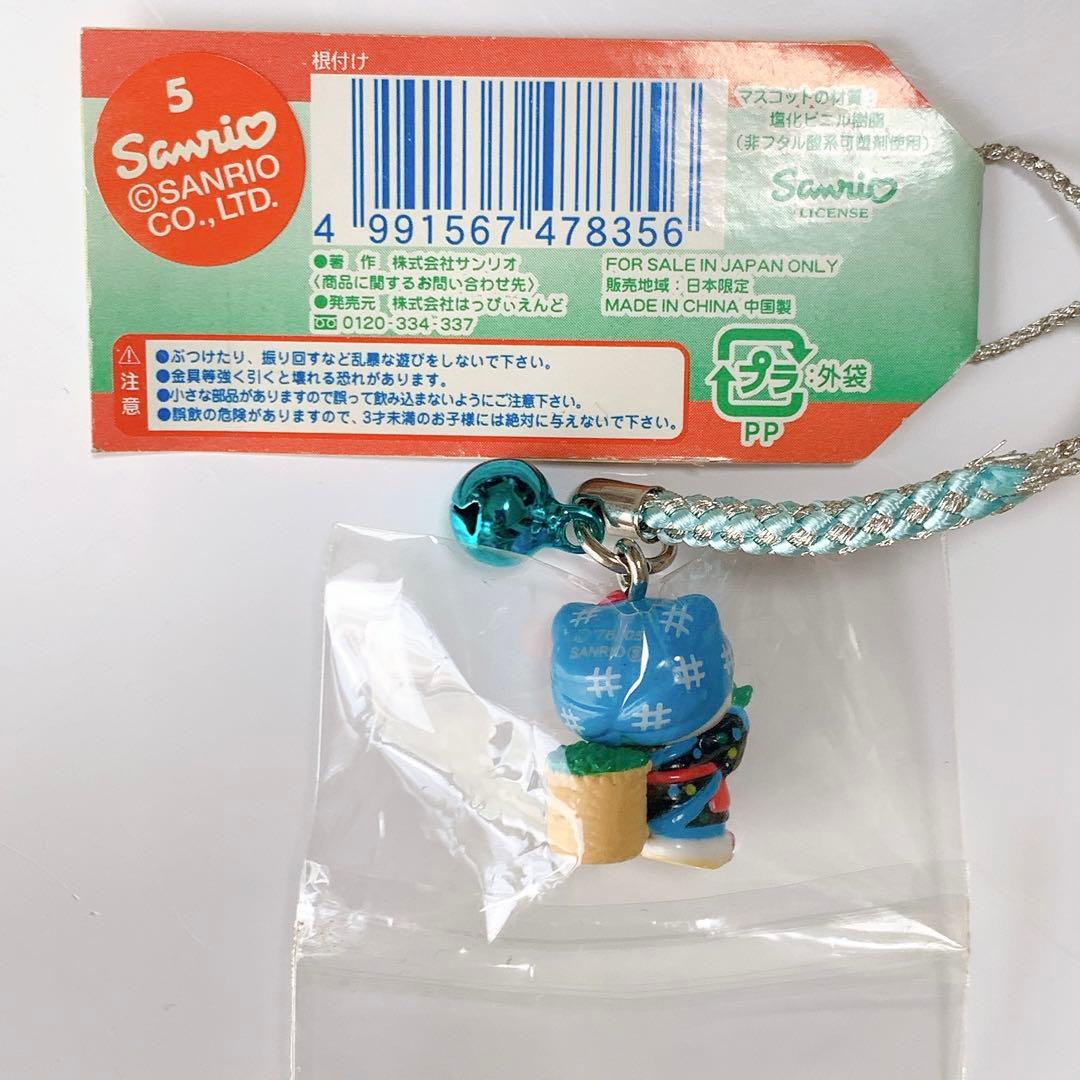 5
Sanrio
©SANRIO
CO., LTD.
根付け
4 991567 478356
●著 作 株式会社サンリオ
〈商品に関するお問い合わせ先〉
●発売元 株式会社はっぴぃえんど
0120-334-337
マスコットの材質:
塩化ビニル樹脂
(非フタル酸系可塑剤使用)
Sanrio
LICENSE
FOR SALE IN JAPAN ONLY
販売地域:日本限定
MADE IN CHINA 中国製
注意
●ぶつけたり、振り回すなど乱暴な遊びをしないで下さい。
●金具等強く引くと壊れる恐れがあります。
●小さな部品がありますので誤って飲み込まないようにご注意下さい。
●誤飲の危険がありますので、3才未満のお子様には絶対に与えないで下さい。
プラ:外袋
PP
© '76, '05
SANRIO